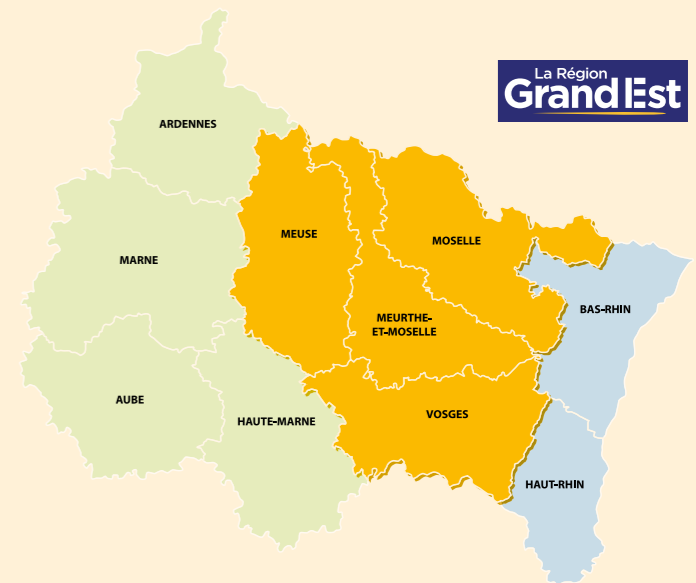 La Région
Grand Est
ARDENNES
MEUSE
MOSELLE
MARNE
BAS-RHIN
MEURTHE-
ET-MOSELLE
AUBE
HAUTE-MARNE
VOSGES
HAUT-RHIN